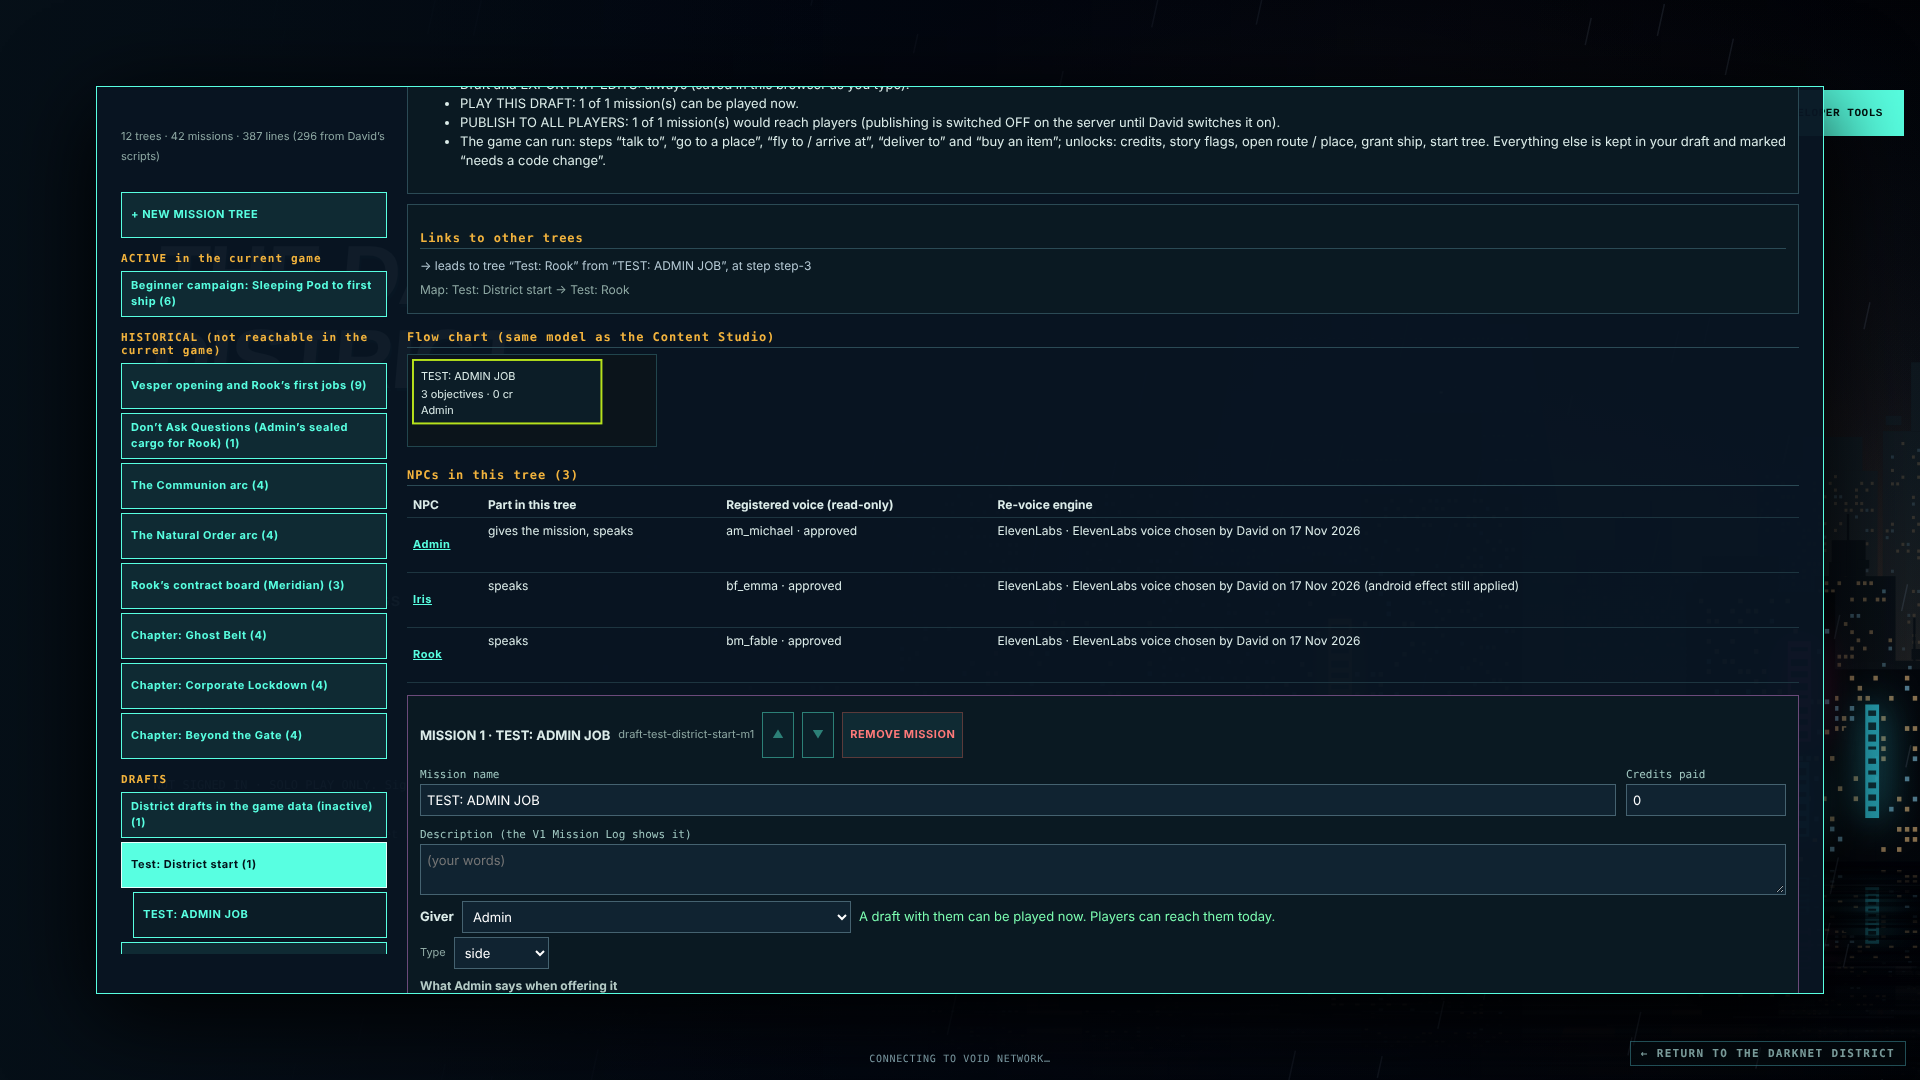 12 trees · 42 missions · 387 lines (296 from David's
scripts)
+ NEW MISSION TREE
ACTIVE in the current game
Beginner campaign: Sleeping Pod to first
ship (6)
HISTORICAL (not reachable in the
current game)
Vesper opening and Rook's first jobs (9)
Don't Ask Questions (Admin's sealed
cargo for Rook) (1)
The Communion arc (4)
The Natural Order arc (4)
Rook's contract board (Meridian) (3)
Chapter: Ghost Belt (4)
Chapter: Corporate Lockdown (4)
Chapter: Beyond the Gate (4)
DRAFTS
District drafts in the game data (inactive)
(1)
Test: District start (1)
TEST: ADMIN JOB
• PLAY THIS DRAFT: 1 of 1 mission(s) can be played now.
• PUBLISH TO ALL PLAYERS: 1 of 1 mission(s) would reach players (publishing is switched OFF on the server until David switches it on).
• The game can run: steps “talk to”, “go to a place”, “fly to / arrive at”, “deliver to” and “buy an item”; unlocks: credits, story flags, open route / place, grant ship, start tree. Everything else is kept in your draft and marked
“needs a code change”.
Links to other trees
→ leads to tree “Test: Rook” from “TEST: ADMIN JOB”, at step step-3
Map: Test: District start → Test: Rook
Flow chart (same model as the Content Studio)
TEST: ADMIN JOB
3 objectives · 0 cr
Admin
NPCs in this tree (3)
NPC Part in this tree Registered voice (read-only) Re-voice engine
Admin gives the mission, speaks am_michael · approved ElevenLabs · ElevenLabs voice chosen by David on 17 Nov 2026
Iris speaks bf_emma · approved ElevenLabs · ElevenLabs voice chosen by David on 17 Nov 2026 (android effect still applied)
Rook speaks bm_fable · approved ElevenLabs · ElevenLabs voice chosen by David on 17 Nov 2026
MISSION 1 · TEST: ADMIN JOB draft-test-district-start-m1 ▲ ▼ REMOVE MISSION
Mission name Credits paid
TEST: ADMIN JOB 0
Description (the V1 Mission Log shows it)
(your words)
Giver Admin A draft with them can be played now. Players can reach them today.
Type side
What Admin says when offering it
PER TOOLS
CONNECTING TO VOID NETWORK…
← RETURN TO THE DARKNET DISTRICT